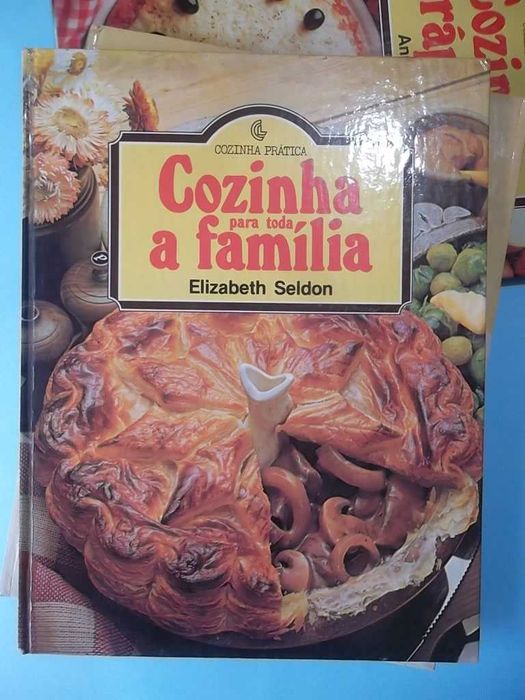 COZINHA PRÁTICA
Cozinha
para toda
a família
Elizabeth Seldon